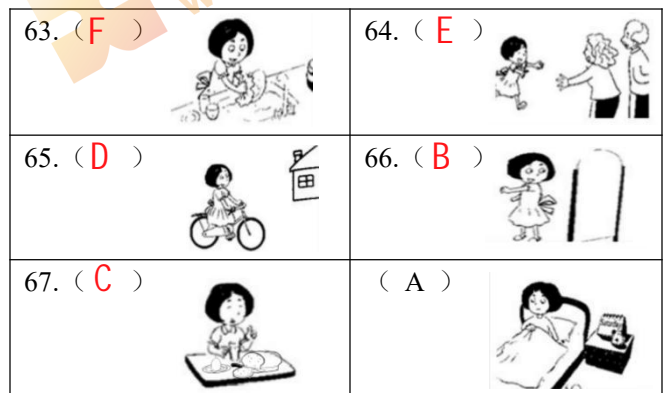 63.（F ）
64.（E ）
65.（D ）
66.（B ）
67.（C ）
（ A ）